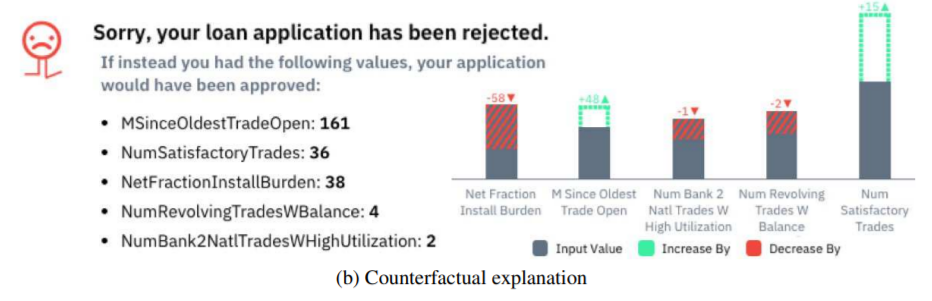 Sorry, your loan application has been rejected.
If instead you had the following values, your application
would have been approved:
• MSinceOldestTradeOpen: 161
• NumSatisfactoryTrades: 36
• NetFractionInstallBurden: 38
• NumRevolvingTradesWBalance: 4
• NumBank2NatlTradesWHighUtilization: 2
-58▼
+48▲
-1▼
-2▼
+15▲
Net Fraction
Install Burden
M Since Oldest
Trade Open
Num Bank 2
Natl Trades W
High Utilization
Num Revolving
Trades W
Balance
Num
Satisfactory
Trades
Input Value
Increase By
Decrease By
(b) Counterfactual explanation